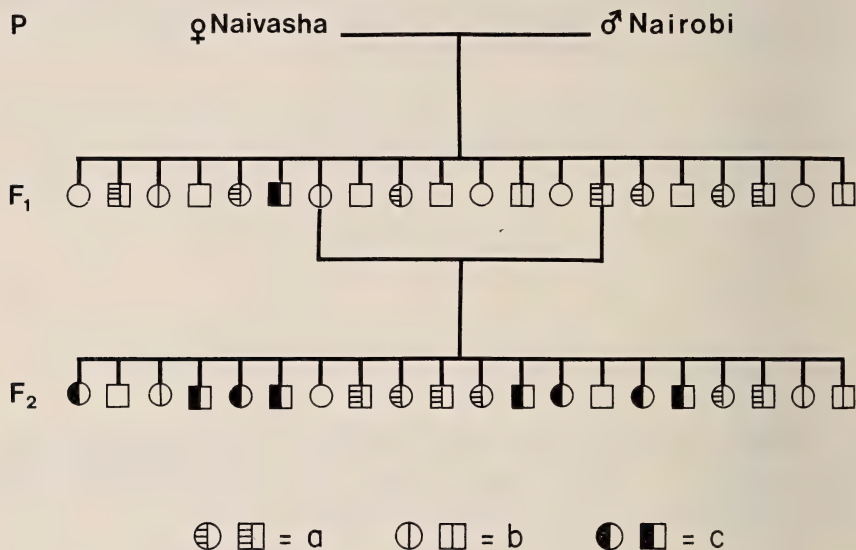 P ♀Naivasha ♂Nairobi
F₁
F₂
= a = b = c